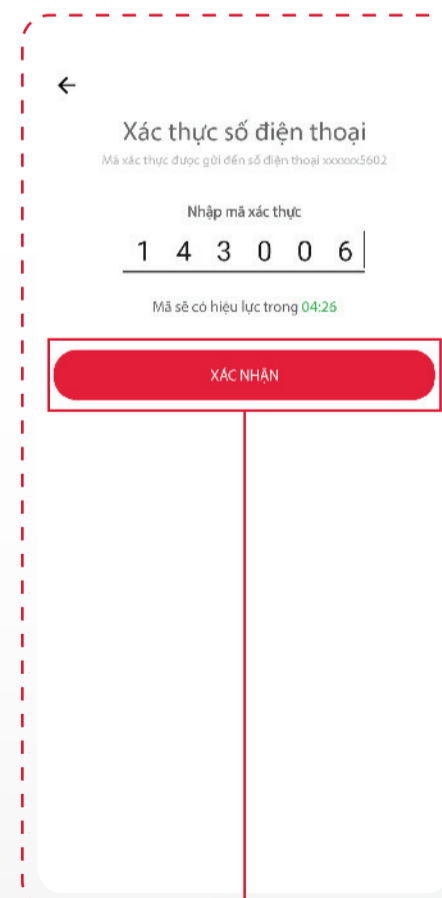 Xác thực số điện thoại
Mã xác thực được gửi đến số điện thoại xxxxxx5602
Nhập mã xác thực
1 4 3 0 0 6
Mã sẽ có hiệu lực trong 04:26
XÁC NHẬN